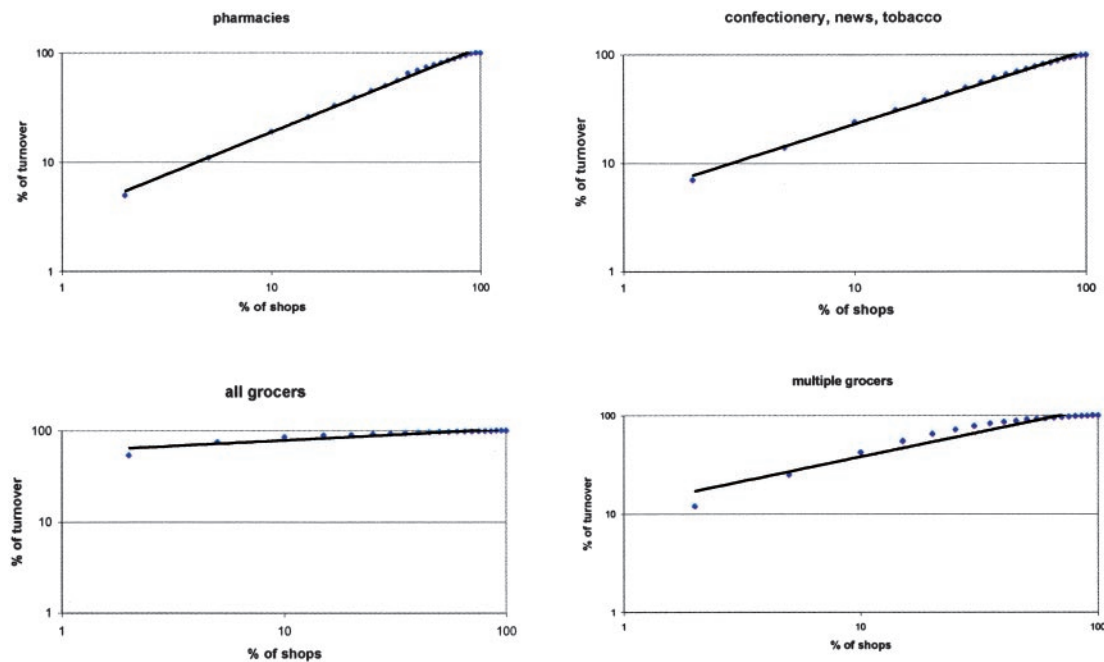 pharmacies
100
10
1
% of turnover
1
10
100
% of shops
confectionery, news, tobacco
100
10
1
% of turnover
1
10
100
% of shops
all grocers
100
10
1
% of turnover
1
10
100
% of shops
multiple grocers
100
10
1
% of turnover
1
10
100
% of shops